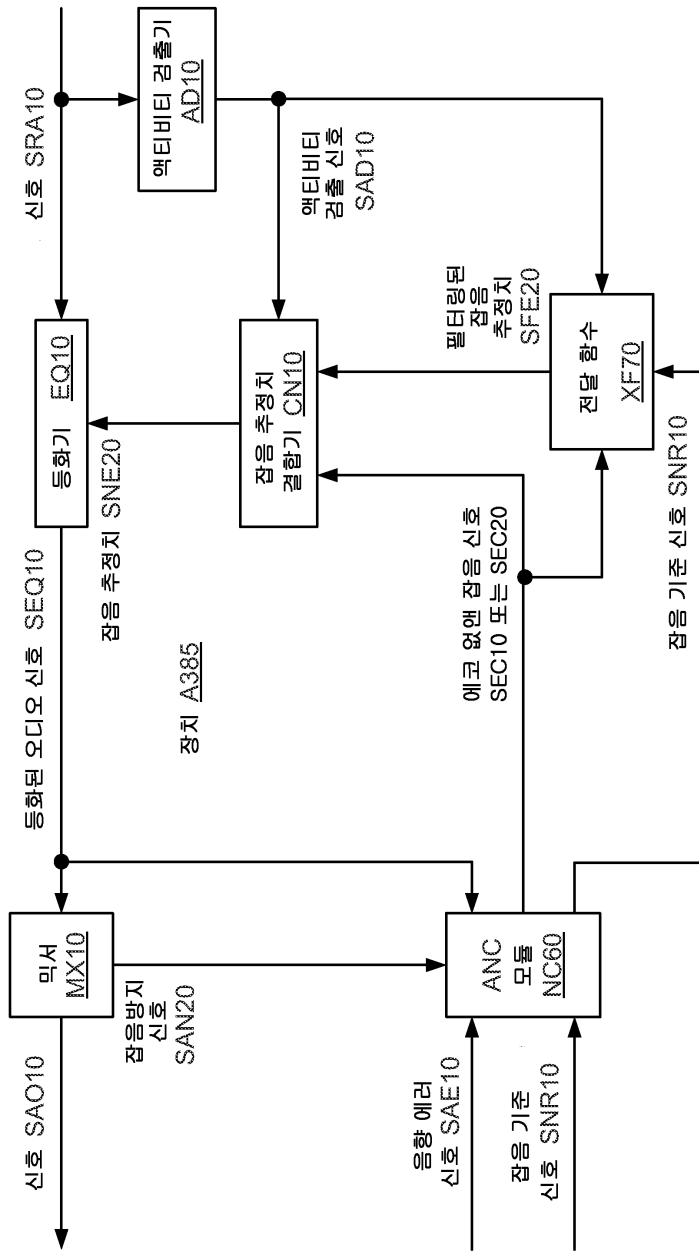 신호 SRA10
액티비티 검출기
AD10
액티비티
검출 신호
SAD10
등화기 EQ10
잡음 추정치 SNE20
잡음 추정치
결합기 CN10
필터링된
잡음
추정치
SFE20
전달 함수
XF70
잡음 기준 신호 SNR10
등화된 오디오 신호 SEQ10
장치 A385
에코 없앤 잡음 신호
SEC10 또는 SEC20
믹서
MX10
잡음방지
신호
SAN20
ANC
모듈
NC60
신호 SAO10
음향 에러
신호 SAE10
잡음 기준
신호 SNR10